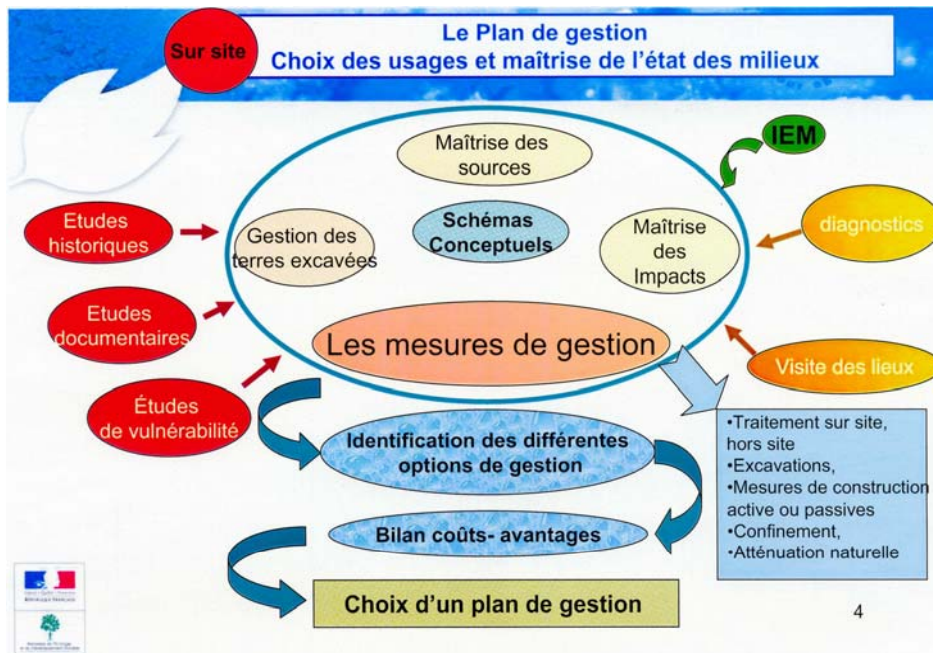 Sur site
Le Plan de gestion
Choix des usages et maîtrise de l'état des milieux
IEM
Maîtrise des
sources
Etudes
historiques
Gestion des
terres excavées
Schémas
Conceptuels
Maîtrise
des
Impacts
diagnostics
Etudes
documentaires
Les mesures de gestion
Visite des lieux
Études
de vulnérabilité
Identification des différentes
options de gestion
•Traitement sur site,
hors site
•Excavations,
•Mesures de construction
active ou passives
•Confinement,
•Atténuation naturelle
Bilan coûts- avantages
Choix d'un plan de gestion
4
RÉPUBLIQUE FRANÇAISE